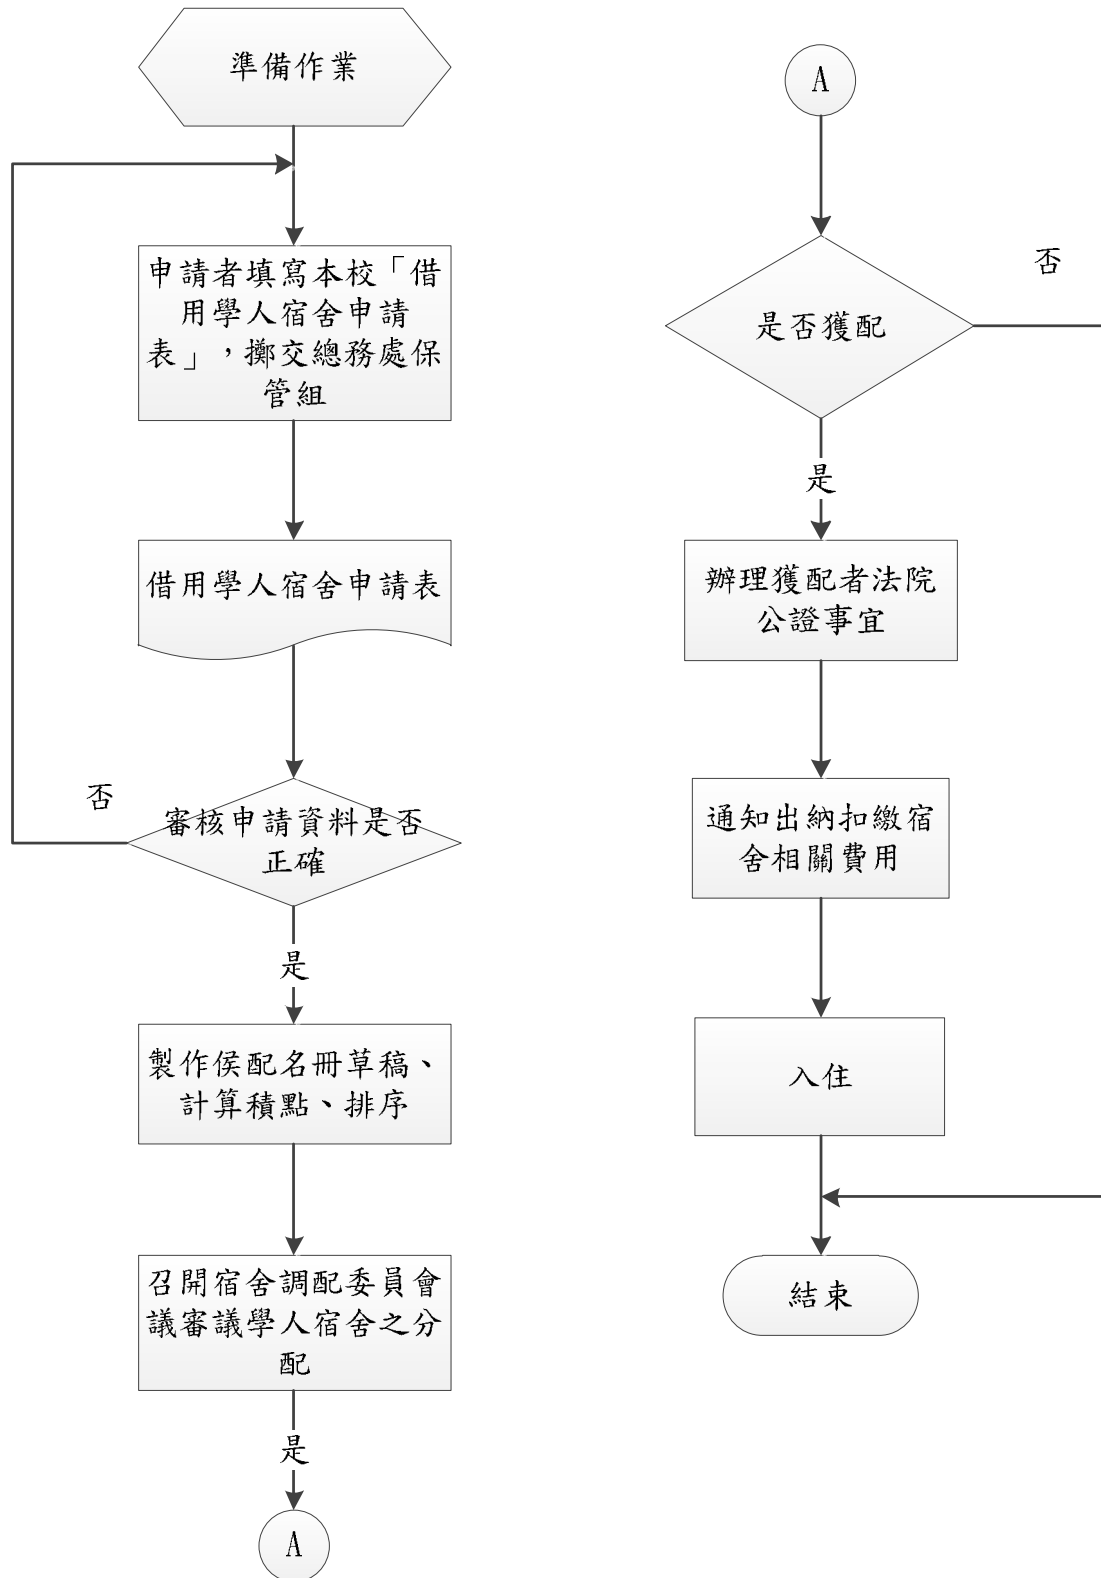 準備作業
申請者填寫本校「借
用學人宿舍申請
表」，擲交總務處保
管組
借用學人宿舍申請表
否
審核申請資料是否
正確
是
製作侯配名冊草稿、
計算積點、排序
召開宿舍調配委員會
議審議學人宿舍之分
配
是
A
A
否
是否獲配
是
辦理獲配者法院
公證事宜
通知出納扣繳宿
舍相關費用
入住
結束